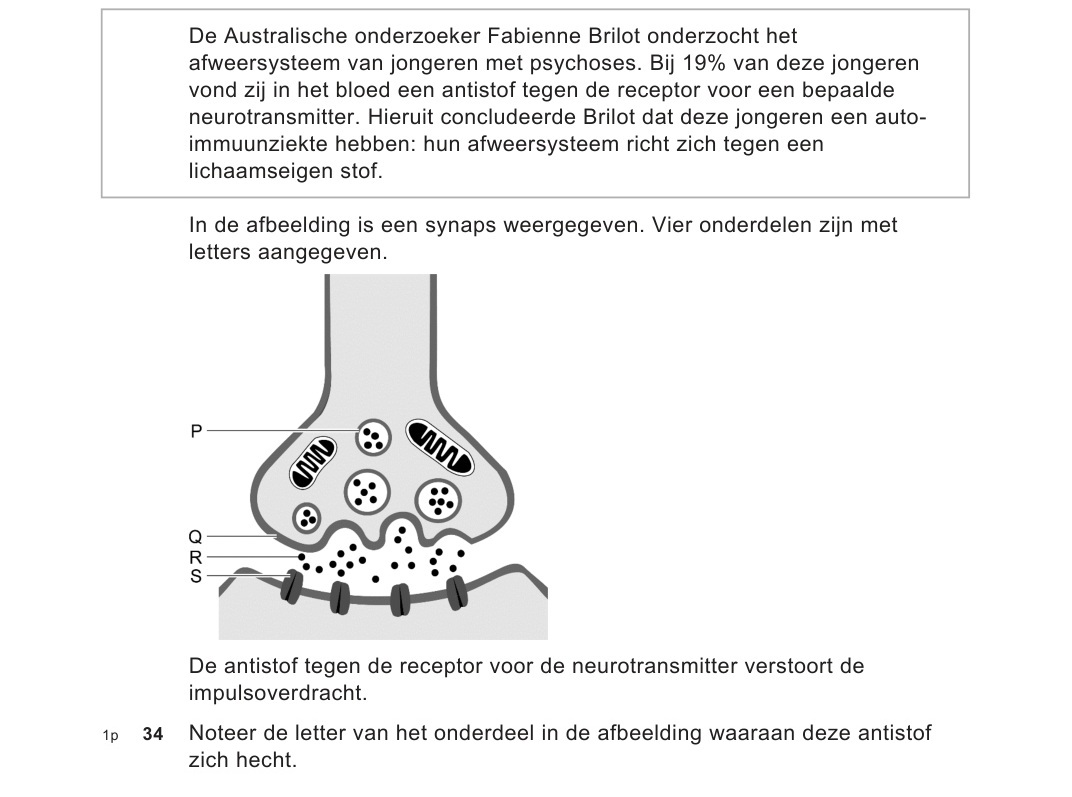 De Australische onderzoeker Fabienne Brilot onderzocht het
afweersysteem van jongeren met psychoses. Bij 19% van deze jongeren
vond zij in het bloed een antistof tegen de receptor voor een bepaalde
neurotransmitter. Hieruit concludeerde Brilot dat deze jongeren een auto-
immuunziekte hebben: hun afweersysteem richt zich tegen een
lichaamseigen stof.
In de afbeelding is een synaps weergegeven. Vier onderdelen zijn met
letters aangegeven.
P
Q
R
S
De antistof tegen de receptor voor de neurotransmitter verstoort de
impulsoverdracht.
1p 34 Noteer de letter van het onderdeel in de afbeelding waaraan deze antistof
zich hecht.